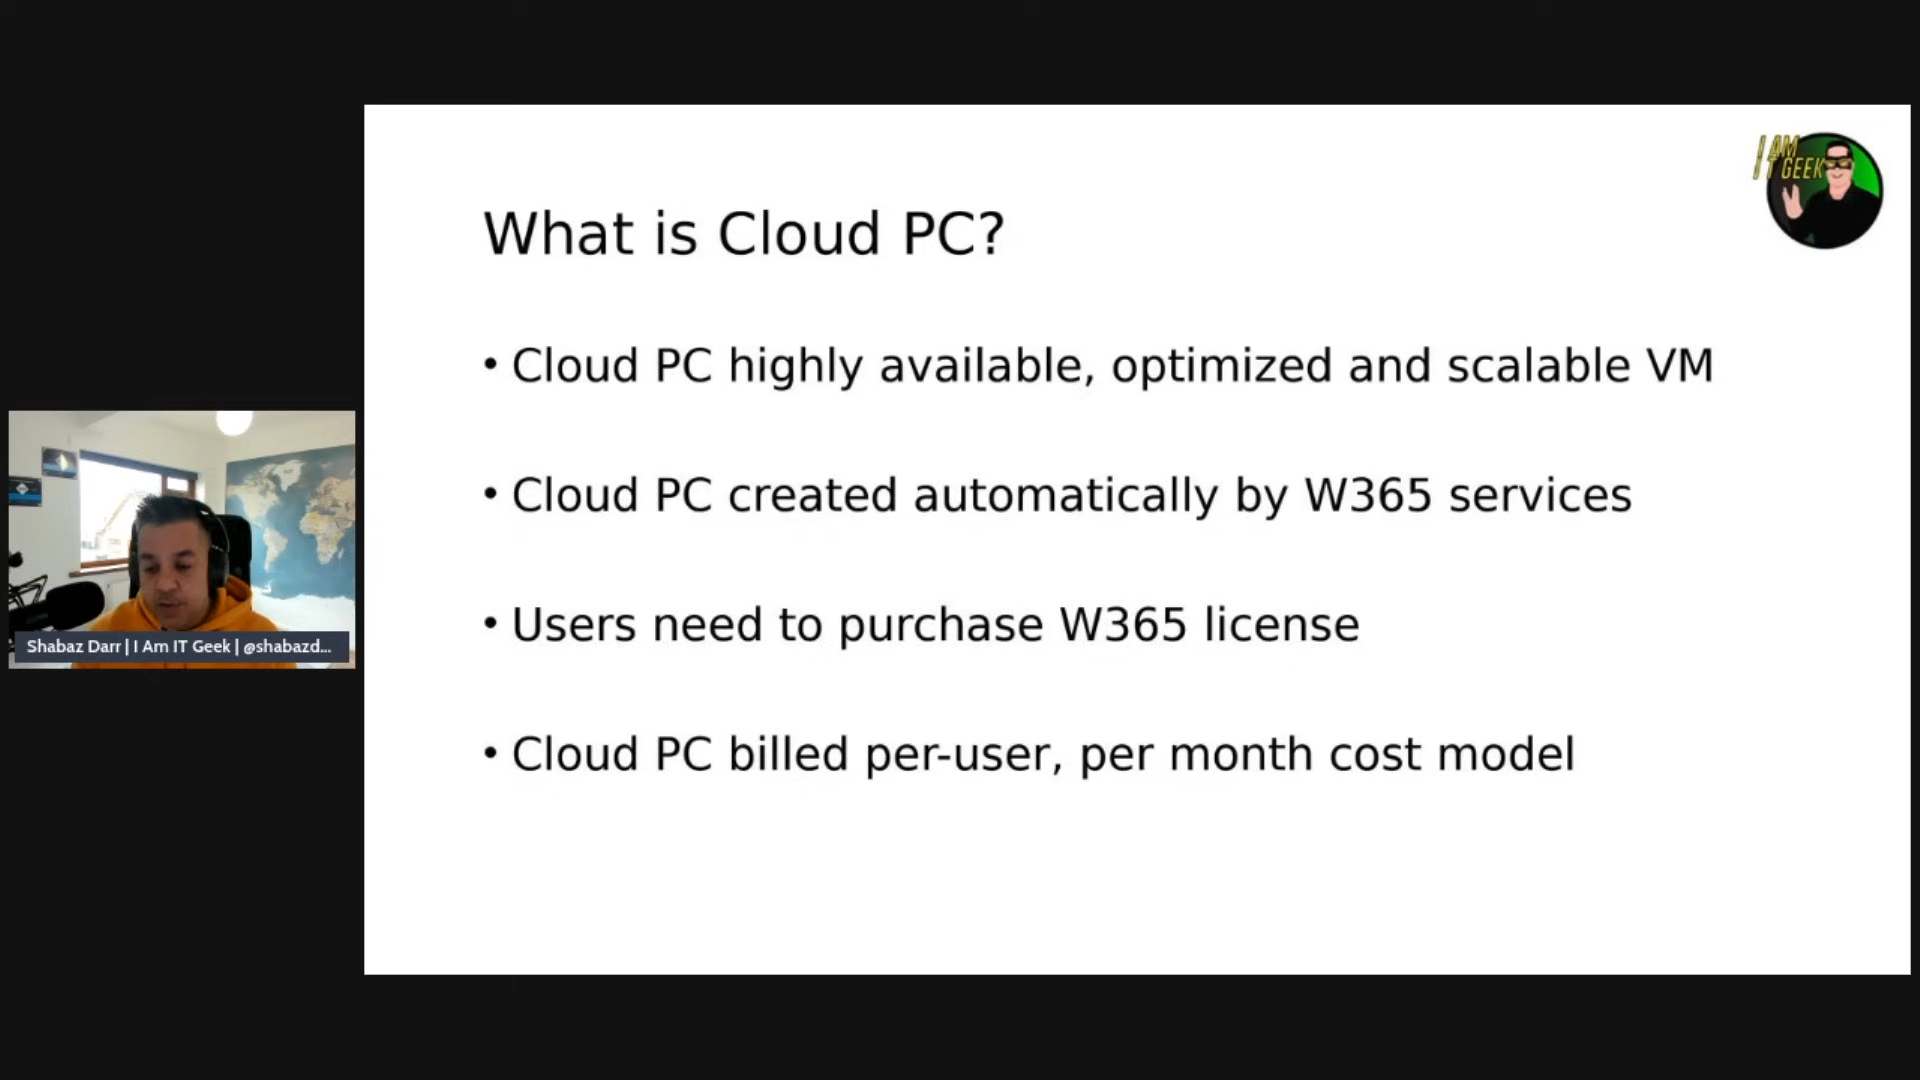 I AM
IT GEEK
What is Cloud PC?
• Cloud PC highly available, optimized and scalable VM
• Cloud PC created automatically by W365 services
• Users need to purchase W365 license
• Cloud PC billed per-user, per month cost model
Shabaz Darr | I Am IT Geek | @shabazd...